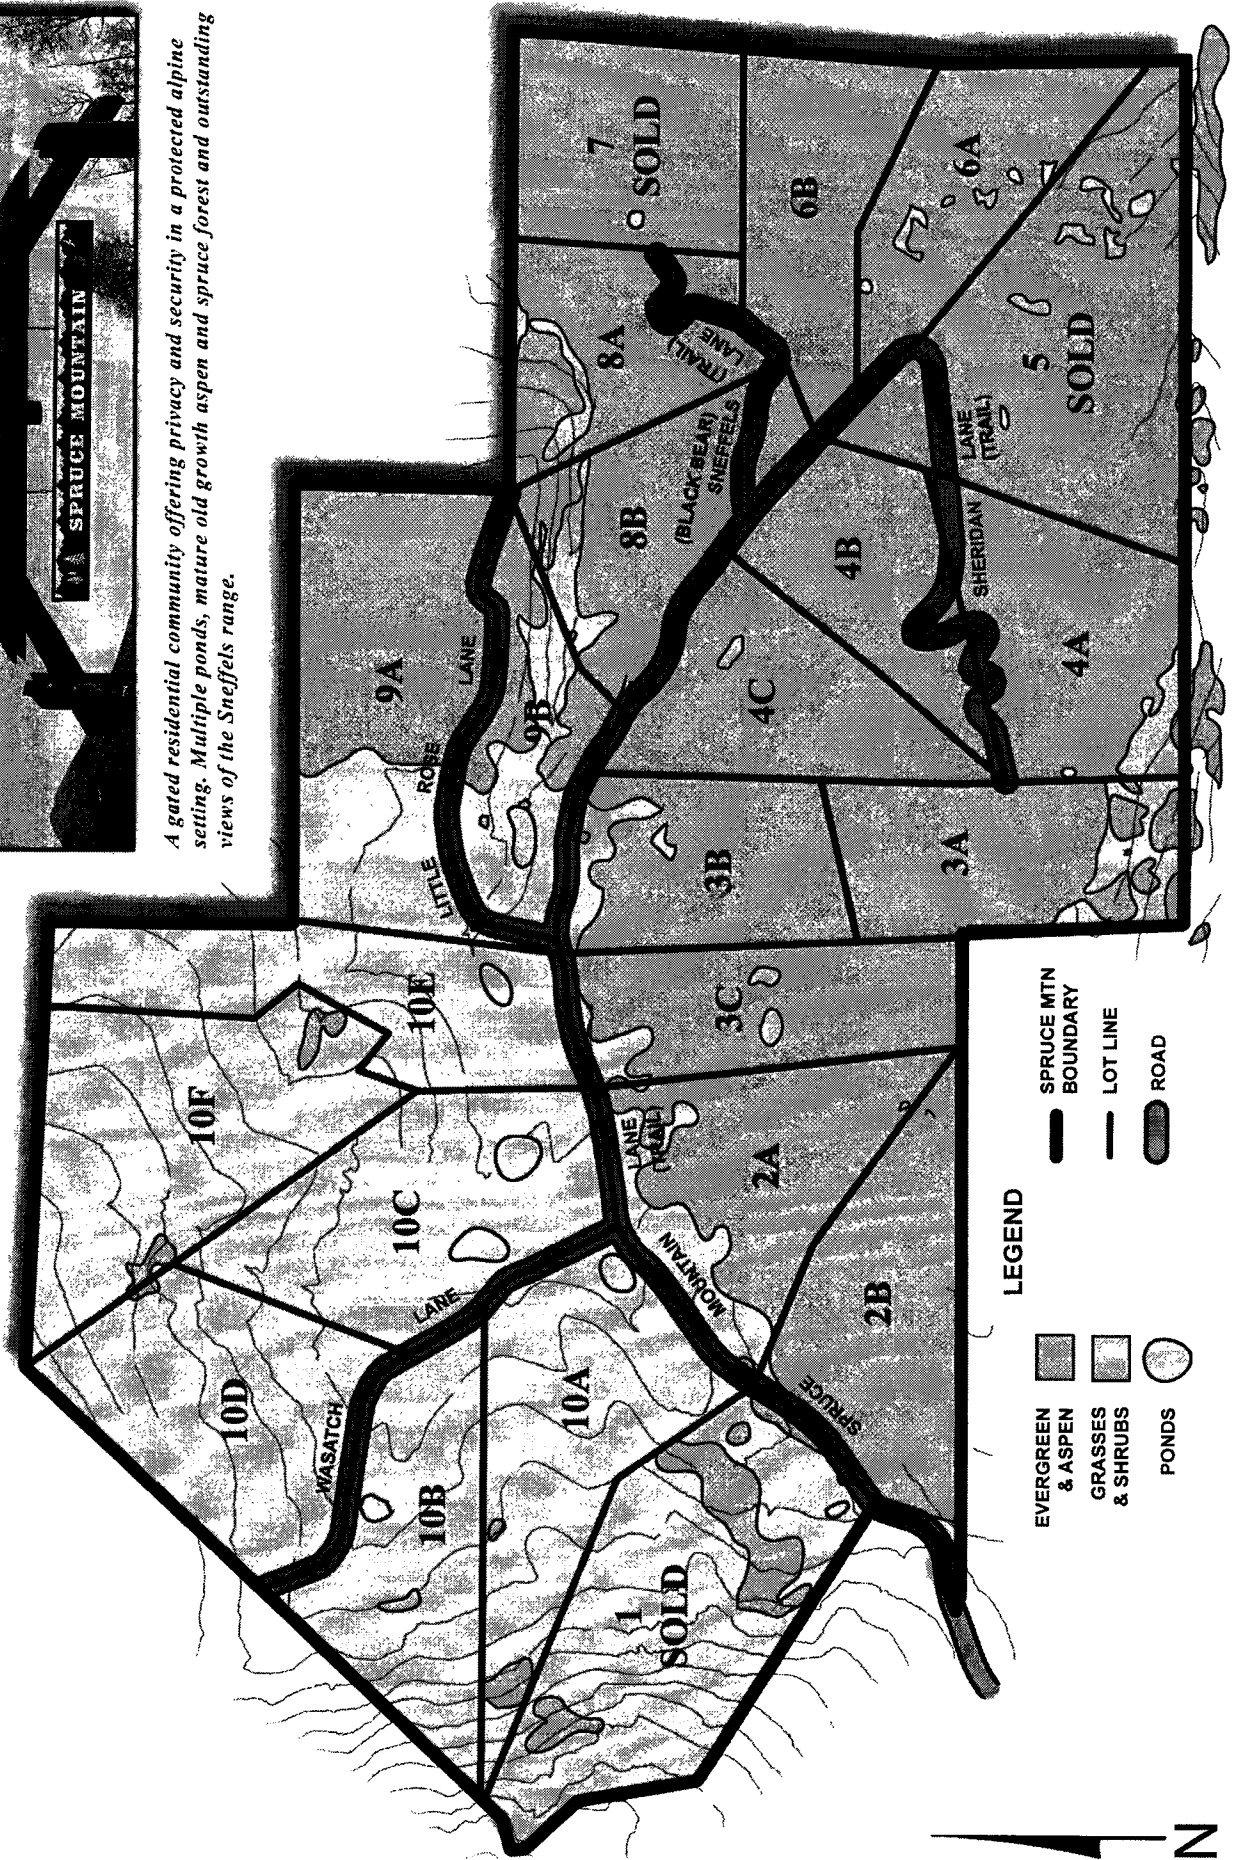 SPRUCE MOUNTAIN
A gated residential community offering privacy and security in a protected alpine
setting. Multiple ponds, mature old growth aspen and spruce forest and outstanding
views of the Sneffels range.
10F
10E
10D
10C
WASATCH
LANE
10B
10A
1
SOLD
9A
LITTLE
ROSE
LANE
9B
8A
8B
7
SOLD
(BLACK BEAR)
SNEFFELS
(TRAIL)
LANE
6B
6A
5
SOLD
4B
4C
4A
SHERIDAN
LANE
(TRAIL)
3B
3A
3C
2A
2B
SPRUCE
MOUNTAIN
LANE
(TRAIL)
LEGEND
EVERGREEN
& ASPEN
GRASSES
& SHRUBS
PONDS
SPRUCE MTN
BOUNDARY
LOT LINE
ROAD
N